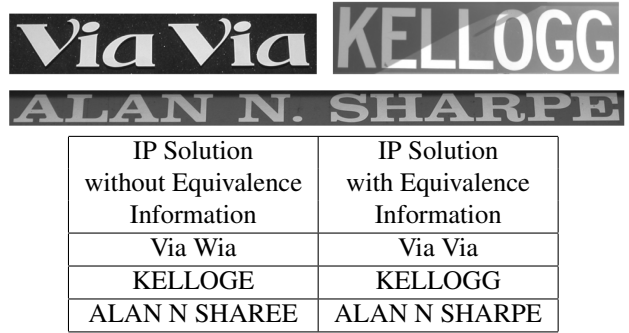 Via Via KELLOGG
ALAN N. SHARPE
IP Solution IP Solution
without Equivalence with Equivalence
Information Information
Via Wia Via Via
KELLOGE KELLOGG
ALAN N SHAREE ALAN N SHARPE